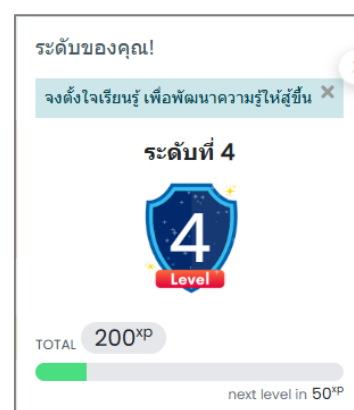 ระดับของคุณ!
จงตั้งใจเรียนรู้ เพื่อพัฒนาความรู้ให้สู้ขึ้น ×
ระดับที่ 4
4
Level
TOTAL 200xp
next level in 50xp